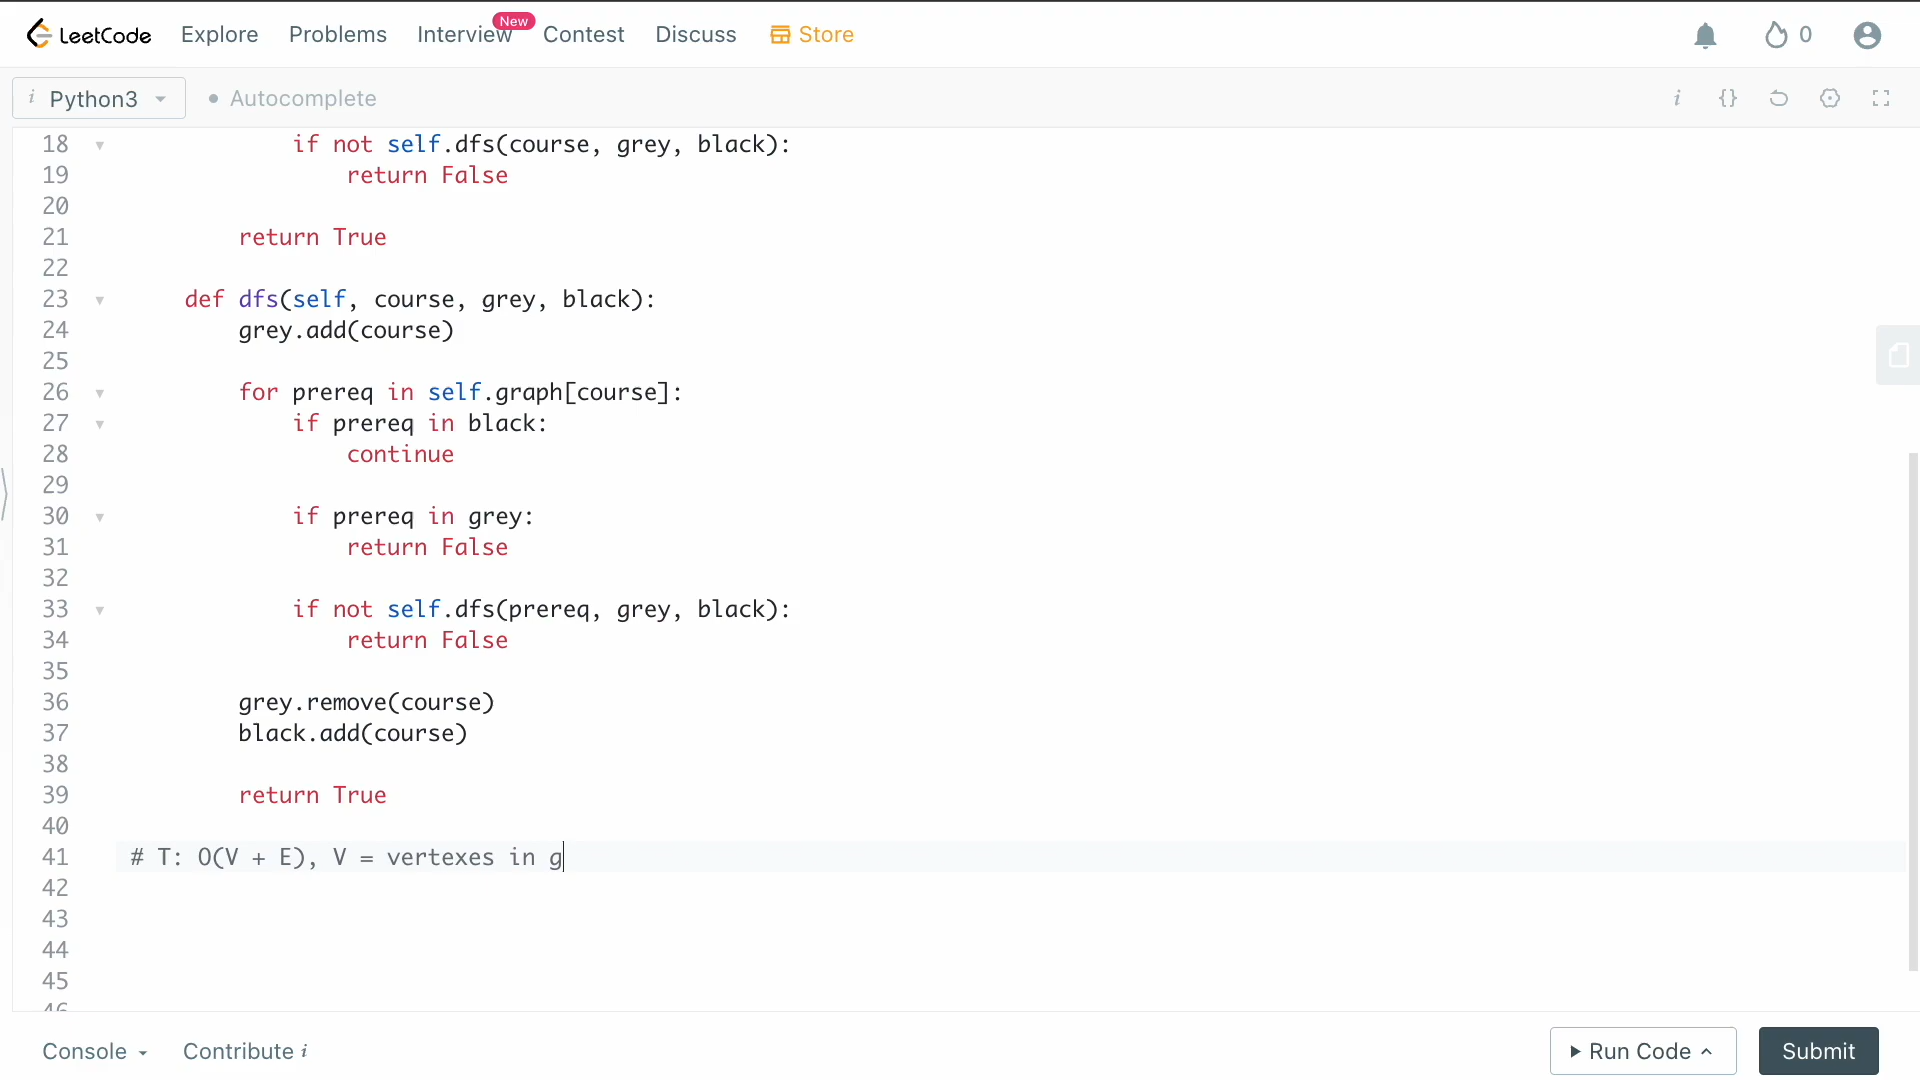 LeetCode Explore Problems Interview New Contest Discuss Store 0
i Python3 Autocomplete i {}
18 if not self.dfs(course, grey, black):
19 return False
20
21 return True
22
23 def dfs(self, course, grey, black):
24 grey.add(course)
25
26 for prereq in self.graph[course]:
27 if prereq in black:
28 continue
29
30 if prereq in grey:
31 return False
32
33 if not self.dfs(prereq, grey, black):
34 return False
35
36 grey.remove(course)
37 black.add(course)
38
39 return True
40
41 # T: O(V + E), V = vertexes in g
42
43
44
45
46
Console Contribute i Run Code Submit